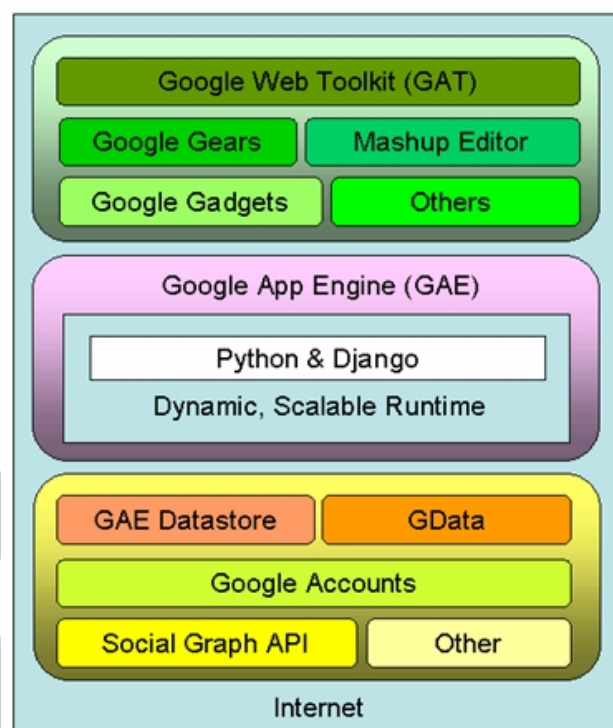 Google Web Toolkit (GAT)
Google Gears
Mashup Editor
Google Gadgets
Others
Google App Engine (GAE)
Python & Django
Dynamic, Scalable Runtime
GAE Datastore
GData
Google Accounts
Social Graph API
Other
Internet